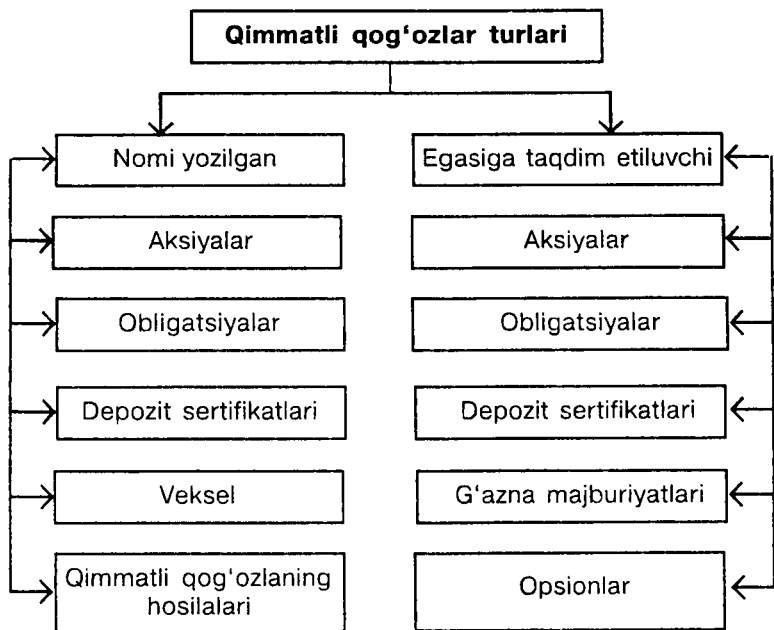 Qimmatli qog‘ozlar turlari
Nomi yozilgan
Egasiga taqdim etiluvchi
Aksiyalar
Aksiyalar
Obligatsiyalar
Obligatsiyalar
Depozit sertifikatlari
Depozit sertifikatlari
Veksel
G‘azna majburiyatlari
Qimmatli qog‘ozlaning
hosilalari
Opsionlar